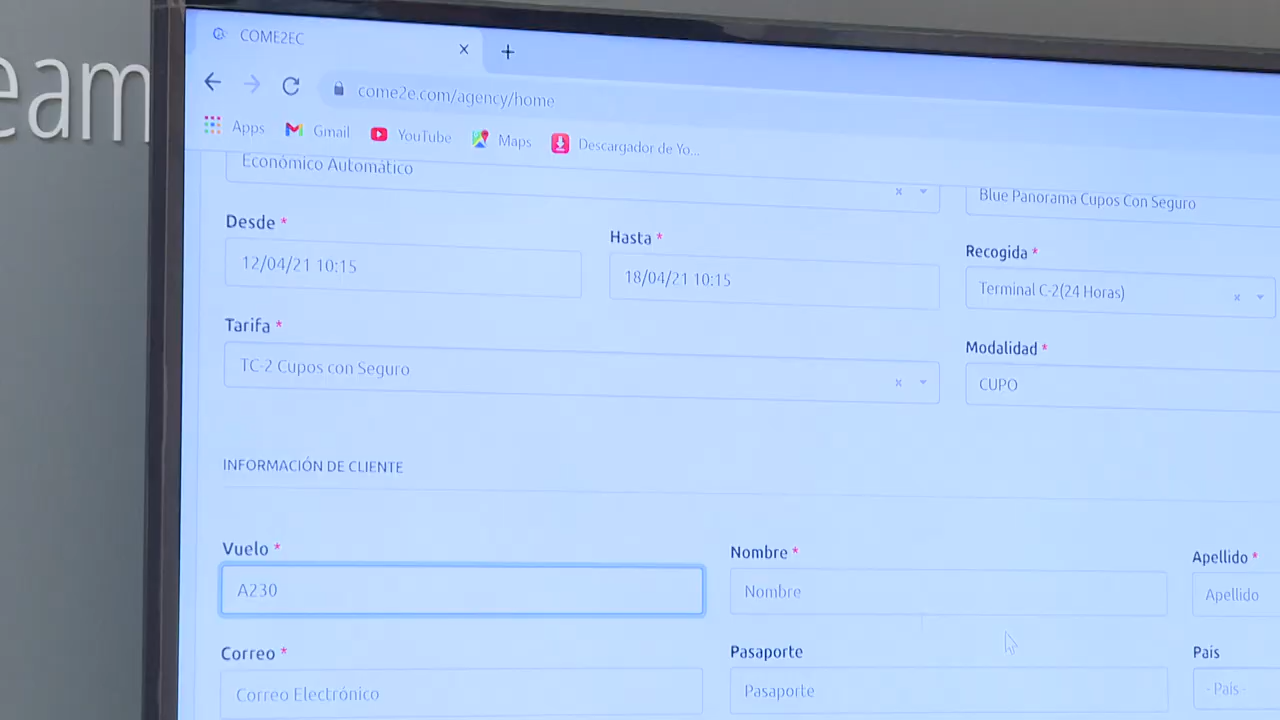 eam
COME2EC
come2e.com/agency/home
Apps Gmail YouTube Maps Descargador de Yo...
Económico Automático
Blue Panorama Cupos Con Seguro
Desde * Hasta * Recogida *
12/04/21 10:15 18/04/21 10:15 Terminal C-2(24 Horas)
Tarifa * Modalidad *
TC-2 Cupos con Seguro CUPO
INFORMACIÓN DE CLIENTE
Vuelo * Nombre * Apellido *
A230 Nombre Apellido
Correo * Pasaporte País
Correo Electrónico Pasaporte - País -